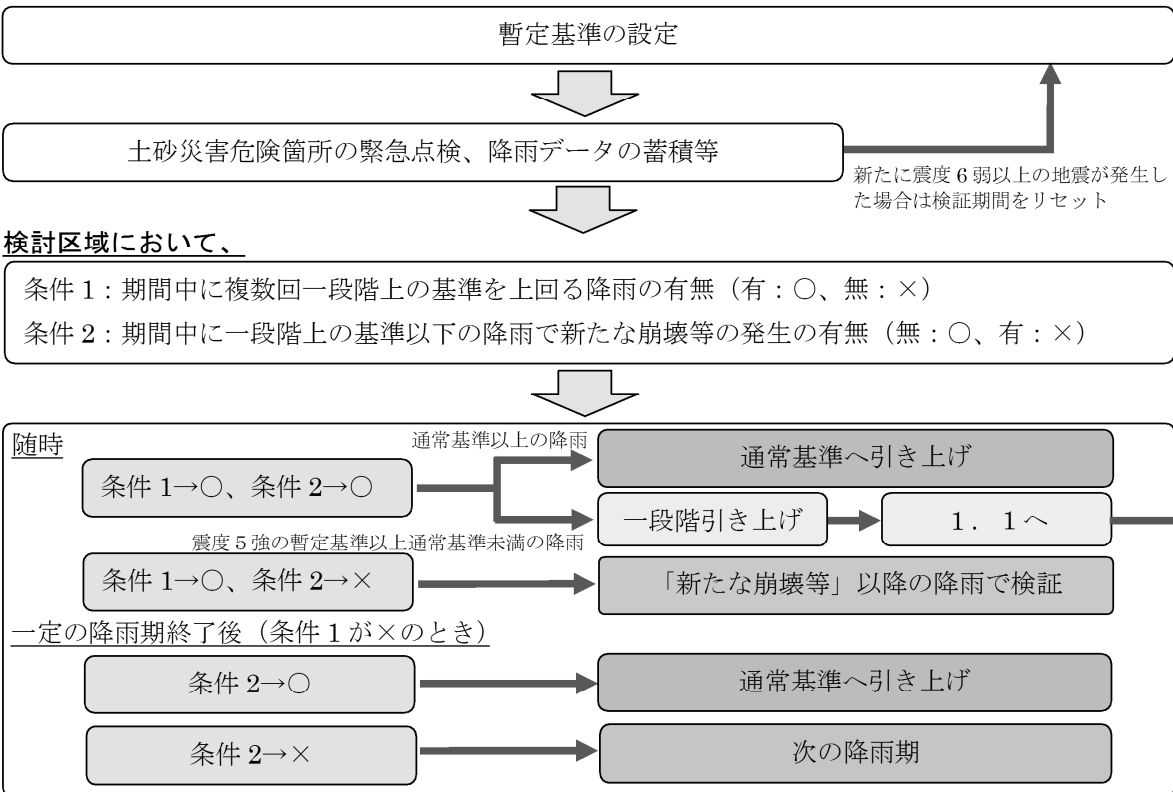 暫定基準の設定
土砂災害危険箇所の緊急点検、降雨データの蓄積等
新たに震度 6 弱以上の地震が発生し
た場合は検証期間をリセット
検討区域において、
条件 1：期間中に複数回一段階上の基準を上回る降雨の有無（有：○、無：×）
条件 2：期間中に一段階上の基準以下の降雨で新たな崩壊等の発生の有無（無：○、有：×）
随時
通常基準以上の降雨
通常基準へ引き上げ
条件 1→○、条件 2→○
一段階引き上げ
1．1へ
震度 5 強の暫定基準以上通常基準未満の降雨
条件 1→○、条件 2→×
「新たな崩壊等」以降の降雨で検証
一定の降雨期終了後（条件 1 が×のとき）
条件 2→○
通常基準へ引き上げ
条件 2→×
次の降雨期